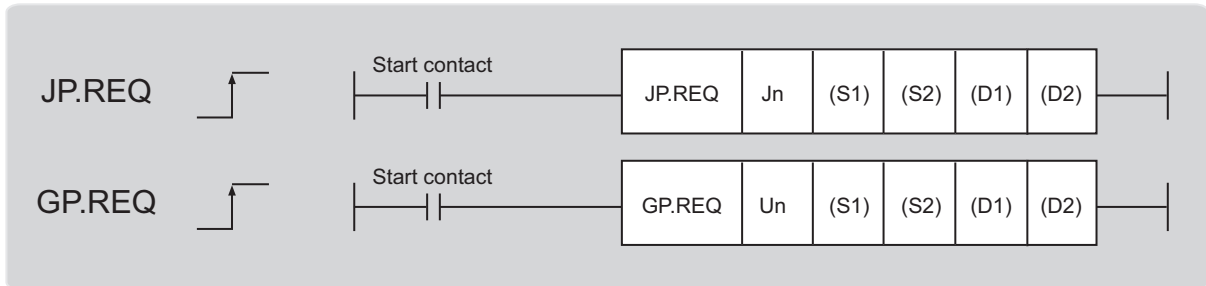 Start contact
JP.REQ JP.REQ Jn (S1) (S2) (D1) (D2)
Start contact
GP.REQ GP.REQ Un (S1) (S2) (D1) (D2)